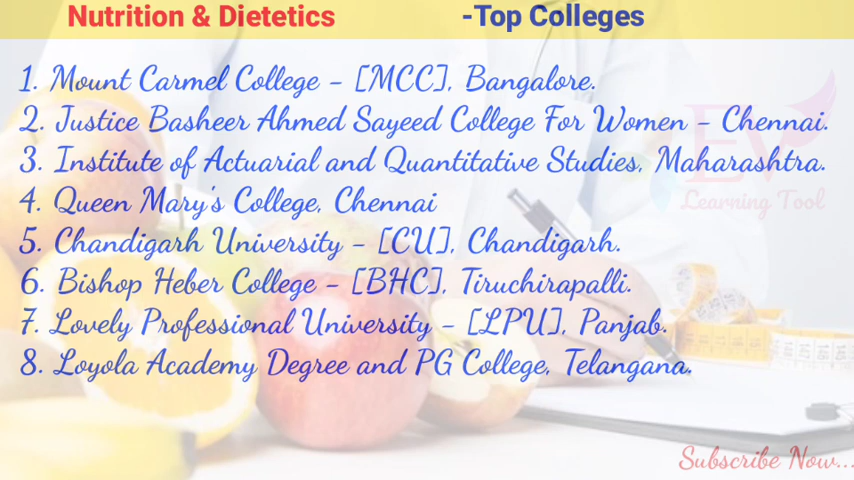 Nutrition & Dietetics -Top Colleges
1. Mount Carmel College - [MCC], Bangalore.
2. Justice Basheer Ahmed Sayeed College For Women - Chennai.
3. Institute of Actuarial and Quantitative Studies, Maharashtra.
4. Queen Mary's College, Chennai
5. Chandigarh University - [CU], Chandigarh.
6. Bishop Heber College - [BHC], Tiruchirapalli.
7. Lovely Professional University - [LPU], Panjab.
8. Loyola Academy Degree and PG College, Telangana.
EV
Learning Tool
Subscribe Now...